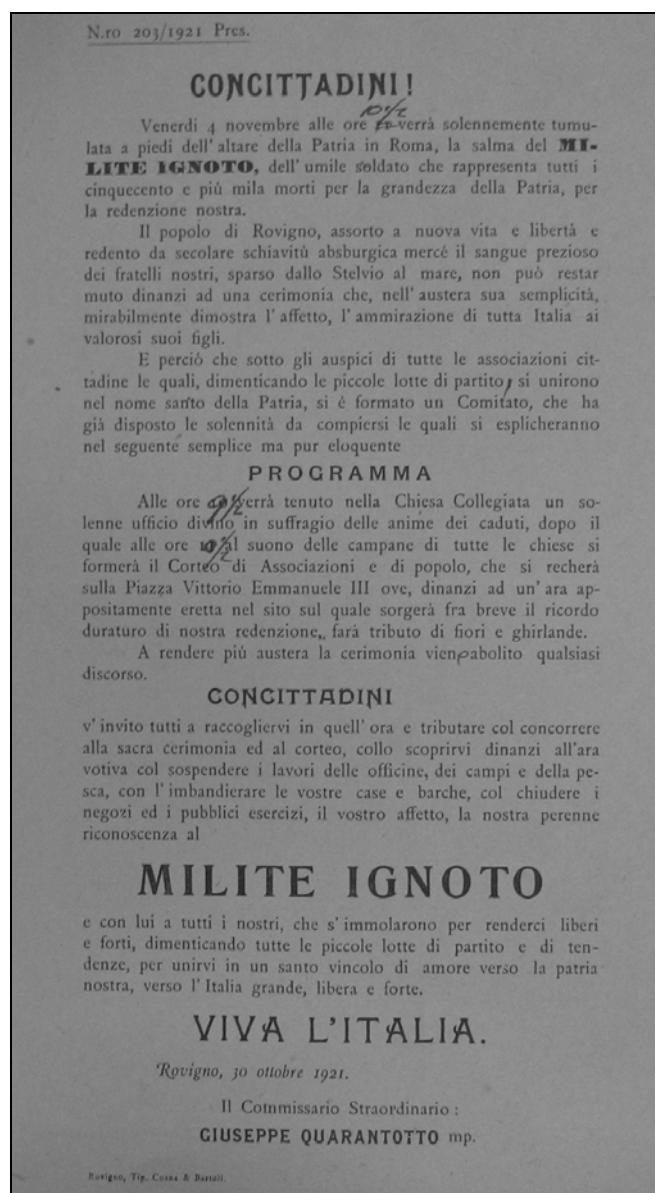 N.ro 203/1921 Pres.
CONCITTADINI!
10 1/2
Venerdi 4 novembre alle ore verrà solennemente tumu-
lata a piedi dell' altare della Patria in Roma, la salma del MI-
LITE IGNOTO, dell' umile soldato che rappresenta tutti i
cinquecento e più mila morti per la grandezza della Patria, per
la redenzione nostra.
Il popolo di Rovigno, assorto a nuova vita e libertà e
redento da secolare schiavitù absburgica mercé il sangue prezioso
dei fratelli nostri, sparso dallo Stelvio al mare, non può restar
muto dinanzi ad una cerimonia che, nell' austera sua semplicità,
mirabilmente dimostra l' affetto, l' ammirazione di tutta Italia ai
valorosi suoi figli.
E perciò che sotto gli auspici di tutte le associazioni cit-
tadine le quali, dimenticando le piccole lotte di partito, si unirono
nel nome santo della Patria, si é formato un Comitato, che ha
già disposto le solennità da compiersi le quali si esplicheranno
nel seguente semplice ma pur eloquente
PROGRAMMA
Alle ore 9 1/2 verrà tenuto nella Chiesa Collegiata un so-
lenne ufficio divino in suffragio delle anime dei caduti, dopo il
quale alle ore al suono delle campane di tutte le chiese si
formerà il Corteo di Associazioni e di popolo, che si recherà
sulla Piazza Vittorio Emmanuele III ove, dinanzi ad un' ara ap-
positamente eretta nel sito sul quale sorgerà fra breve il ricordo
duraturo di nostra redenzione, farà tributo di fiori e ghirlande.
A rendere più austera la cerimonia viene abolito qualsiasi
discorso.
CONCITTADINI
v' invito tutti a raccogliervi in quell' ora e tributare col concorrere
alla sacra cerimonia ed al corteo, collo scoprirvi dinanzi all'ara
votiva col sospendere i lavori delle officine, dei campi e della pe-
sca, con l' imbandierare le vostre case e barche, col chiudere i
negozi ed i pubblici esercizi, il vostro affetto, la nostra perenne
riconoscenza al
MILITE IGNOTO
e con lui a tutti i nostri, che s' immolarono per renderci liberi
e forti, dimenticando tutte le piccole lotte di partito e di ten-
denze, per unirvi in un santo vincolo di amore verso la patria
nostra, verso l' Italia grande, libera e forte.
VIVA L'ITALIA.
Rovigno, 30 ottobre 1921.
Il Commissario Straordinario :
GIUSEPPE QUARANTOTTO mp.
Rovigno, Tip. &